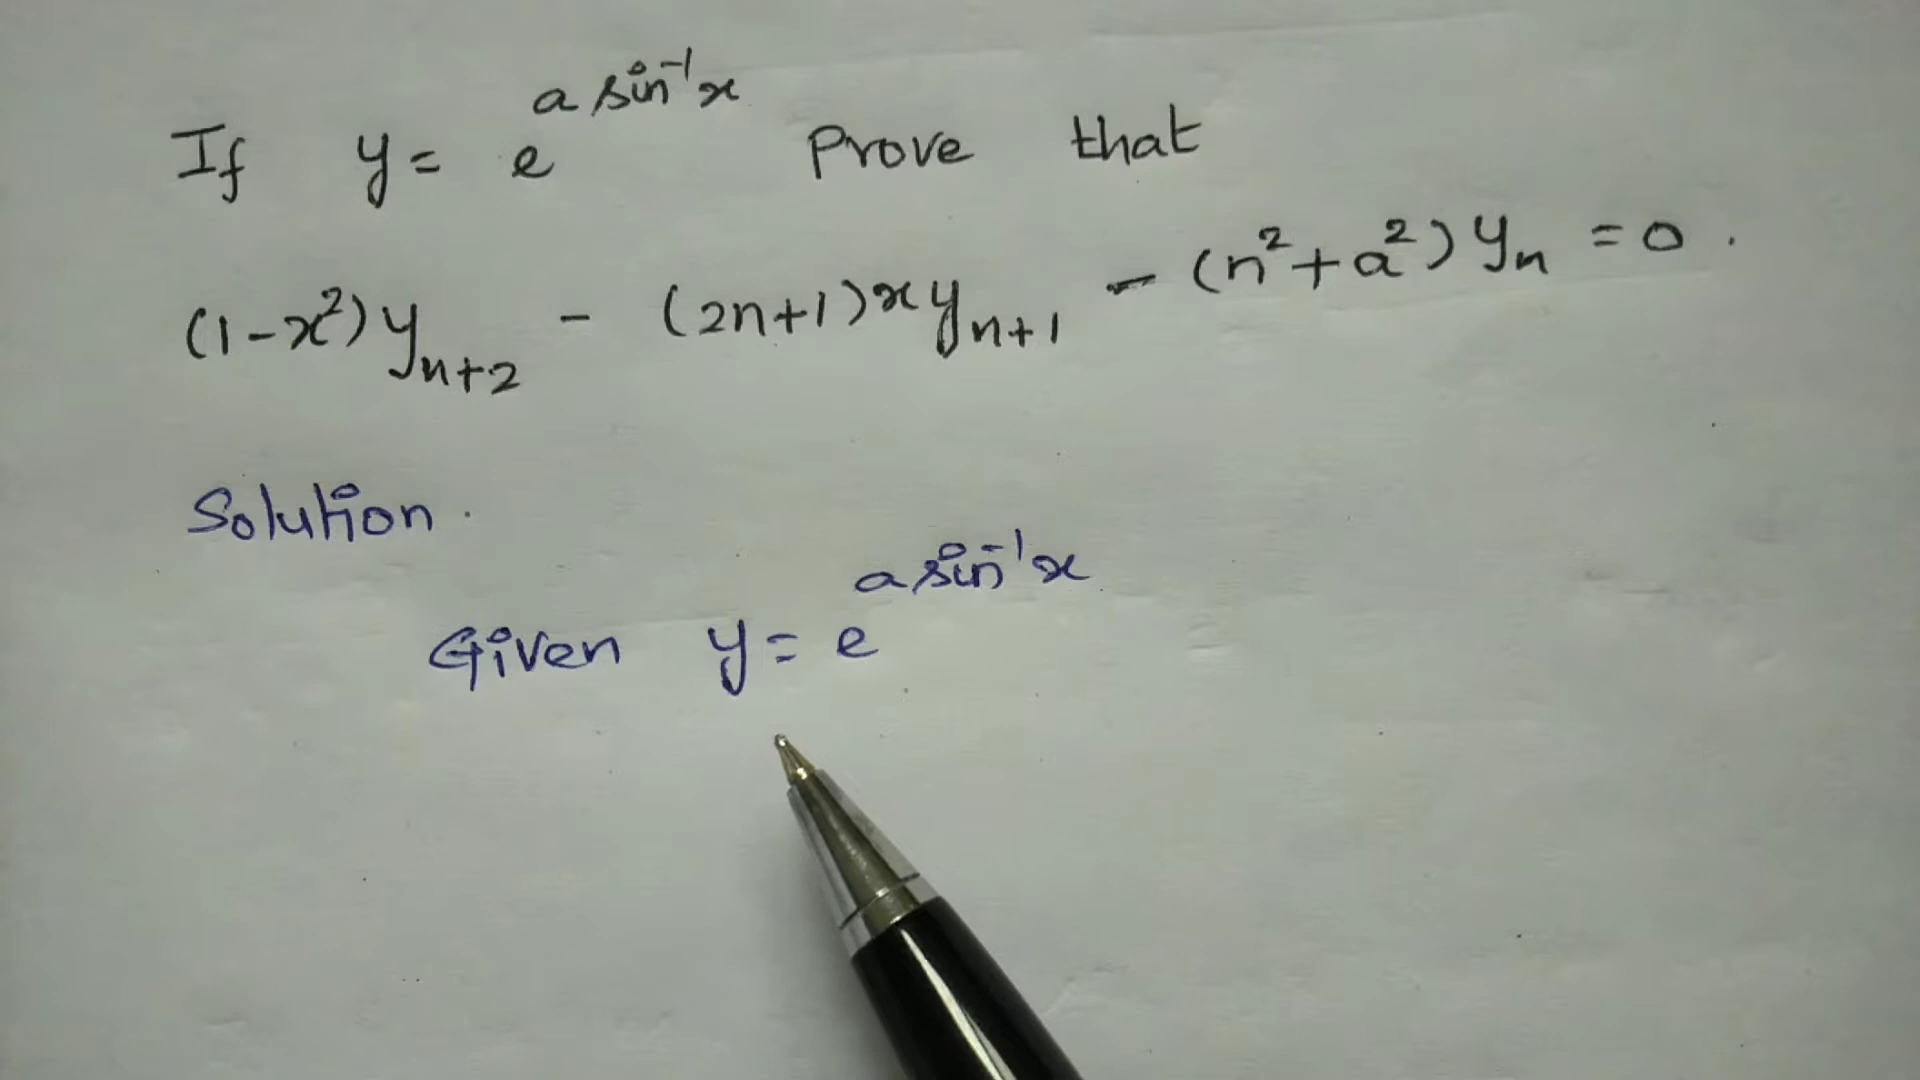 If y = e^{a sin⁻¹x} Prove that
(1-x²)y_{n+2} - (2n+1)xy_{n+1} - (n²+a²)y_n = 0.
Solution.
Given y = e^{a sin⁻¹x}